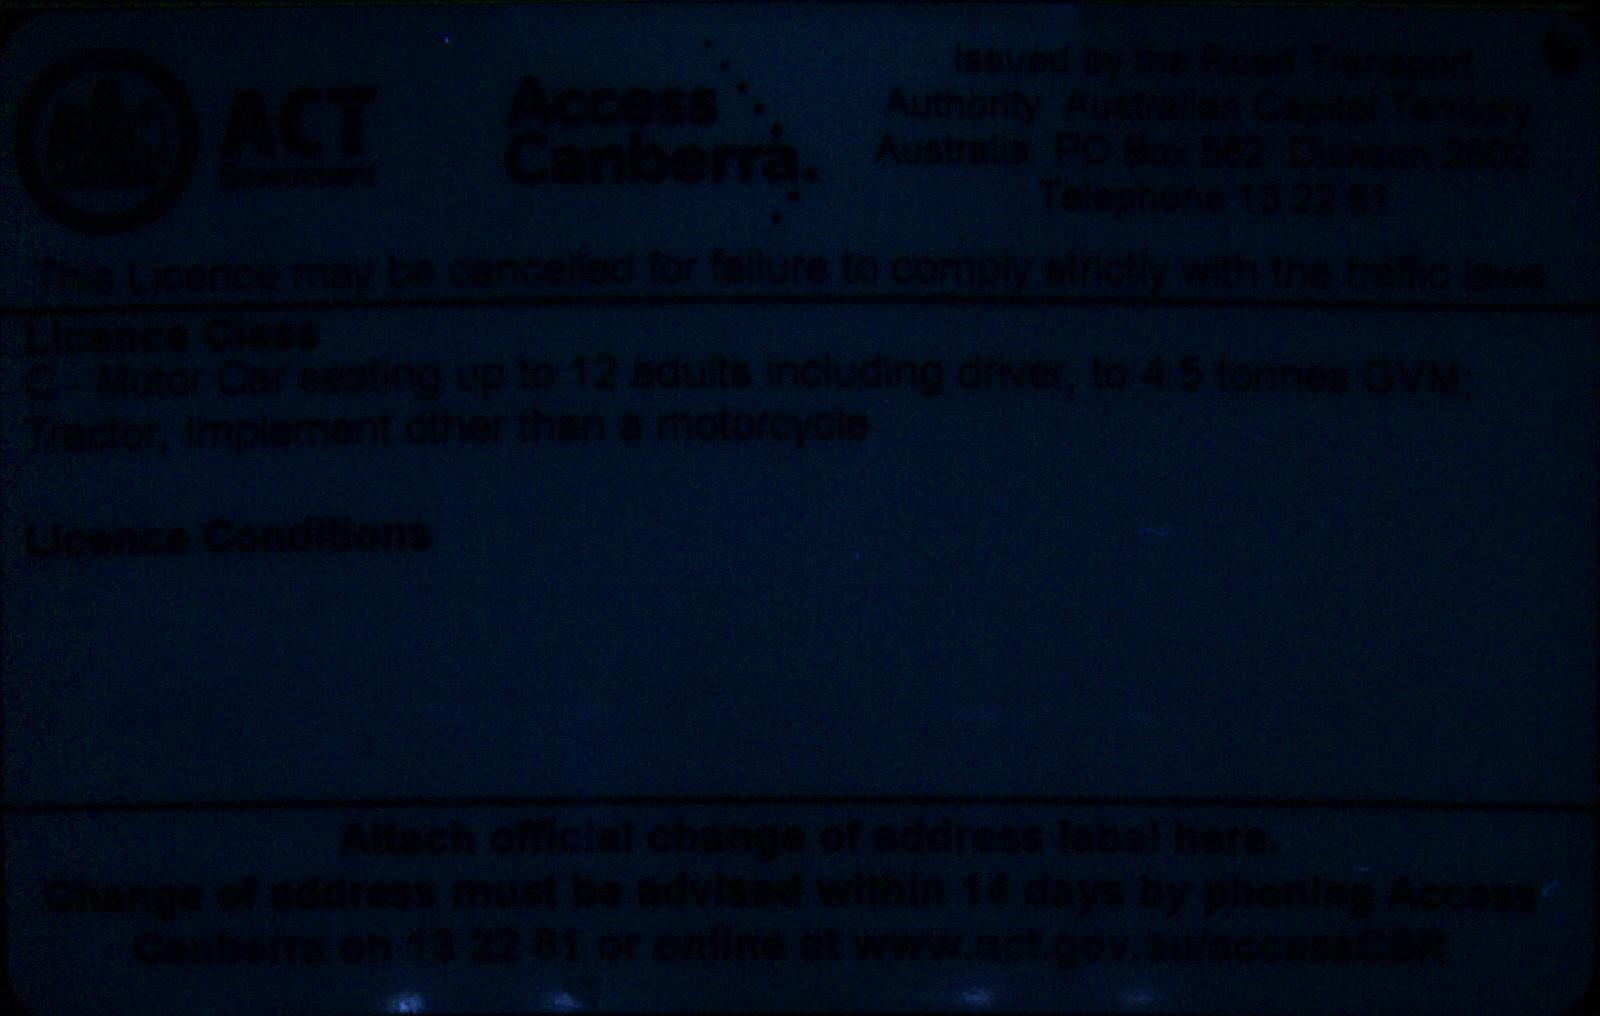 ACT
Government
Access
Canberra.
Issued by the Road Transport
Authority Australian Capital Territory,
Australia PO Box 582 Dickson 2602
Telephone 13 22 81
This Licence may be cancelled for failure to comply strictly with the traffic laws.
Licence Class
C - Motor Car seating up to 12 adults including driver, to 4.5 tonnes GVM;
Tractor, Implement other than a motorcycle
Licence Conditions
Attach official change of address label here.
Change of address must be advised within 14 days by phoning Access
Canberra on 13 22 81 or online at www.act.gov.au/accessCBR